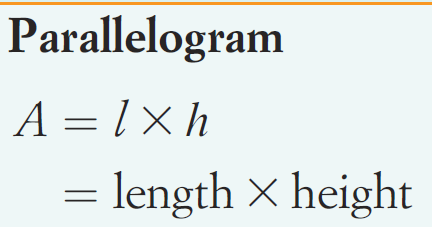 Parallelogram
A = l × h
= length × height